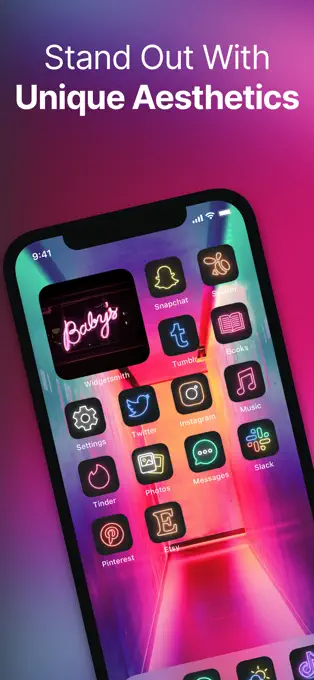 Stand Out With
Unique Aesthetics
9:41
Baby's
Widgetsmith
Snapchat
Tumblr
Books
Settings
Twitter
Instagram
Music
Tinder
Photos
Messages
Slack
Pinterest
E
Etsy